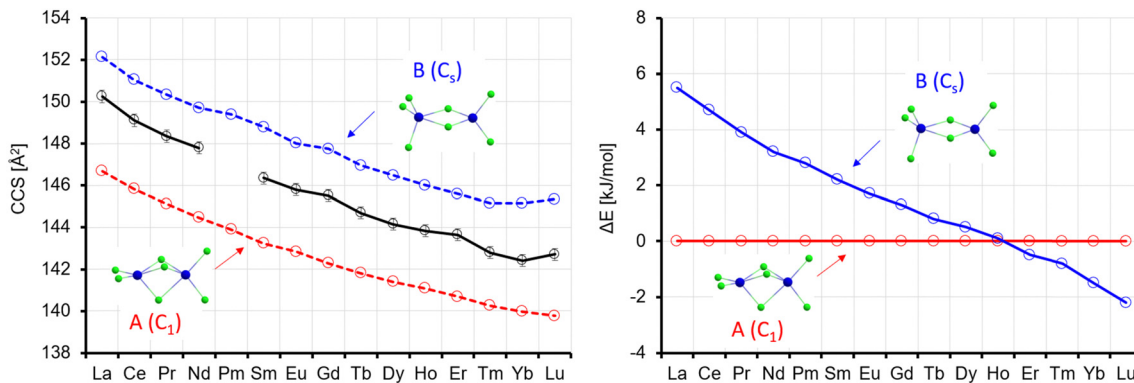 154
152
150
148
146
144
142
140
138
CCS [Å²]
B (Cₛ)
A (C₁)
La Ce Pr Nd Pm Sm Eu Gd Tb Dy Ho Er Tm Yb Lu
8
6
4
2
0
-2
-4
ΔE [kJ/mol]
B (Cₛ)
A (C₁)
La Ce Pr Nd Pm Sm Eu Gd Tb Dy Ho Er Tm Yb Lu